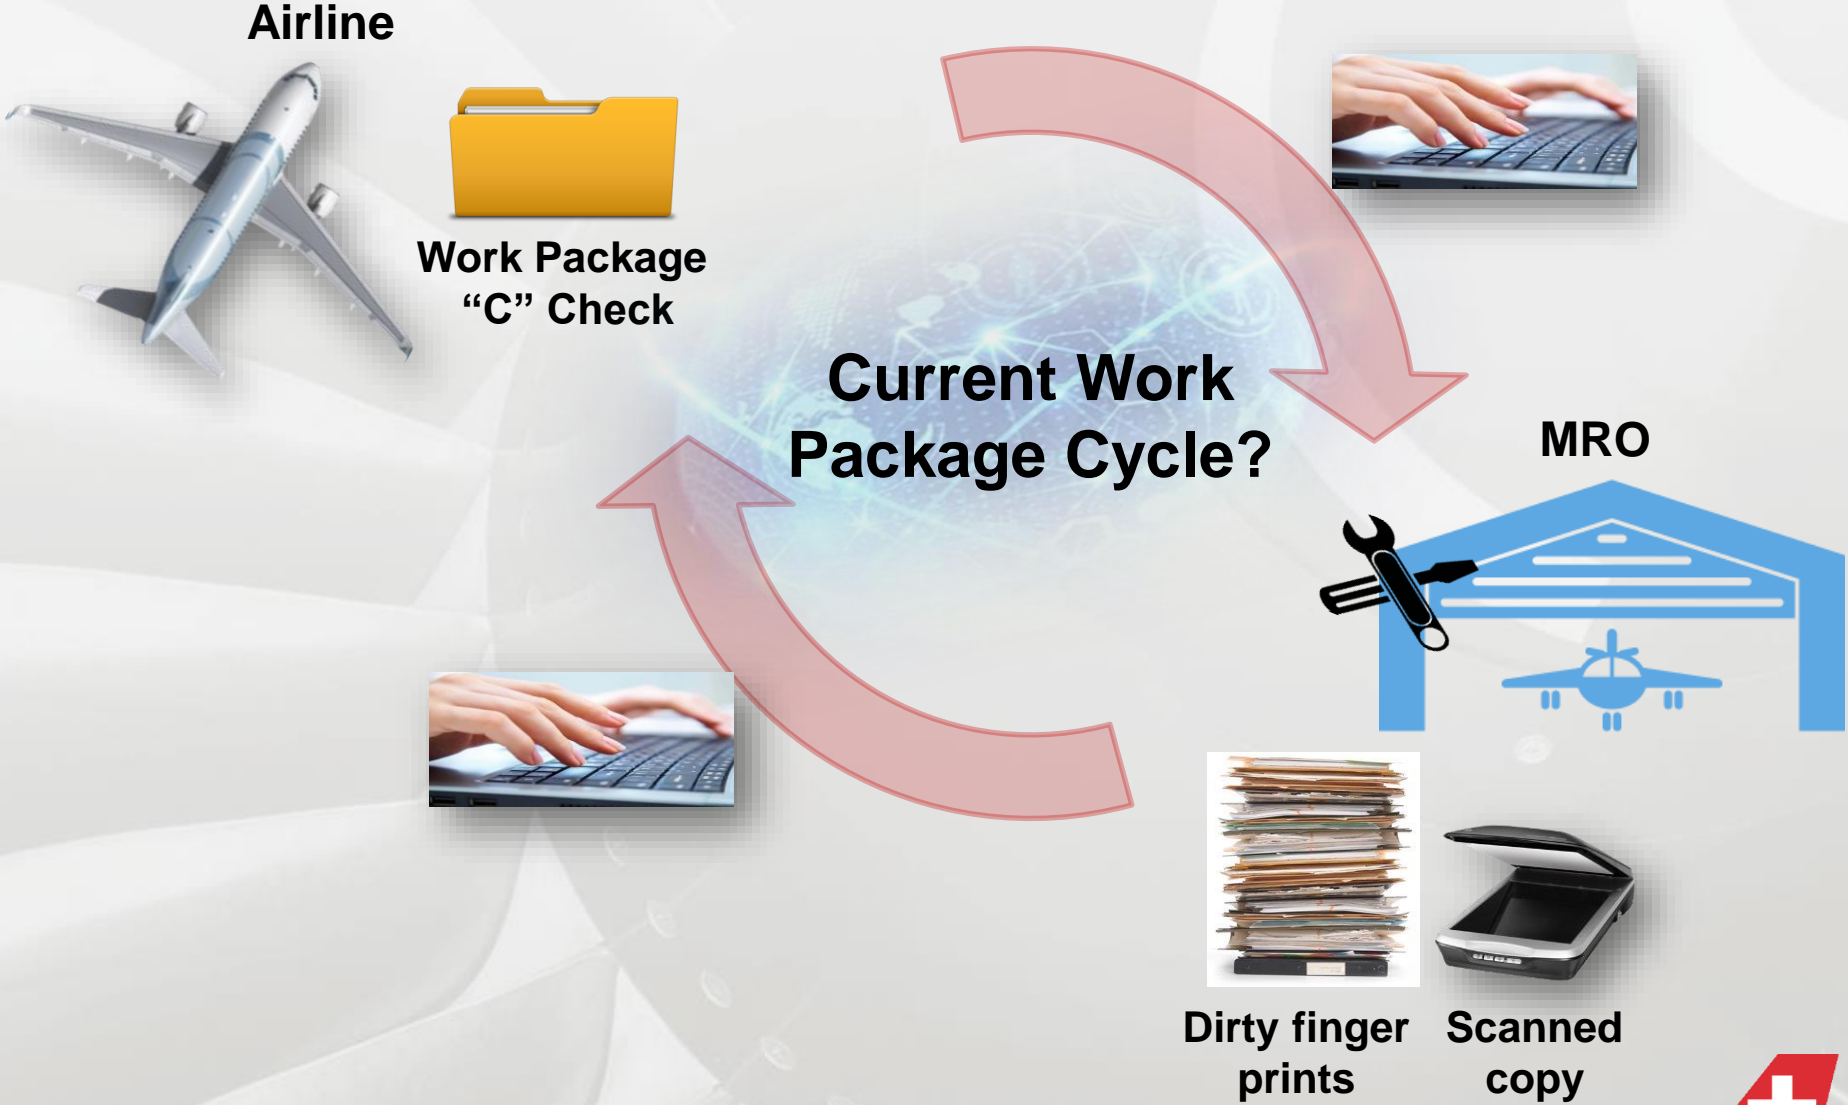 Airline
Work Package
“C” Check
Current Work
Package Cycle?
MRO
Dirty finger
prints
Scanned
copy